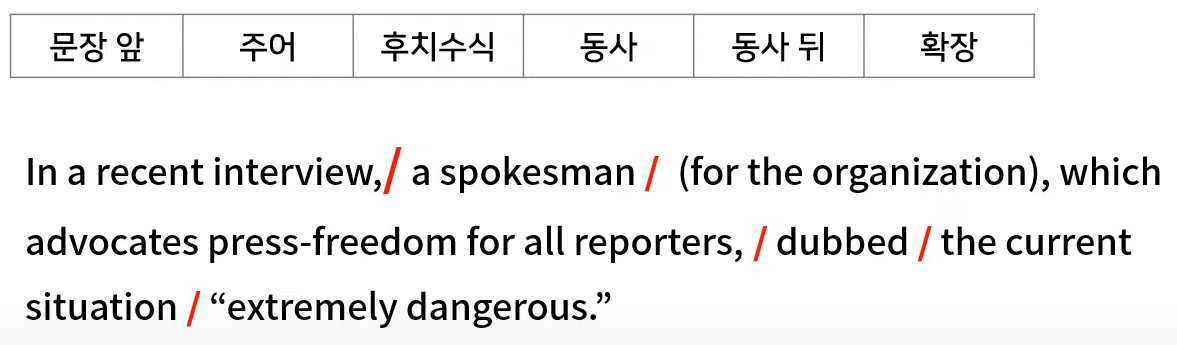 문장 앞 주어 후치수식 동사 동사 뒤 확장
In a recent interview,/ a spokesman / (for the organization), which
advocates press-freedom for all reporters, / dubbed / the current
situation / “extremely dangerous.”